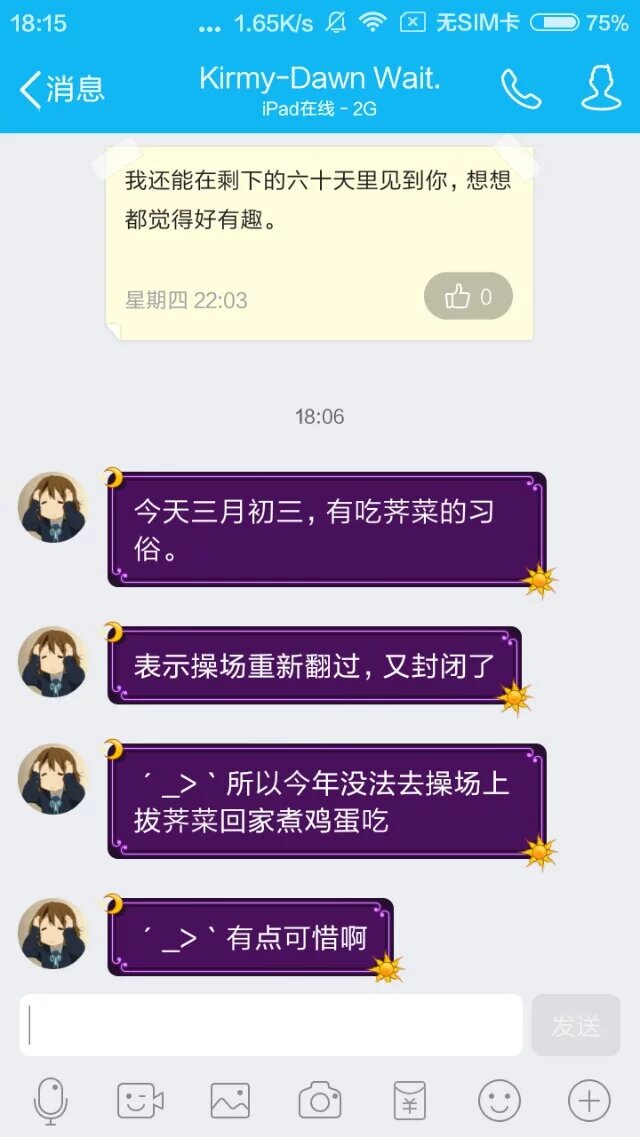 18:15 ... 1.65K/s 无SIM卡 75%
消息 Kirmy-Dawn Wait.
iPad在线 - 2G
我还能在剩下的六十天里见到你，想想
都觉得好有趣。
星期四 22:03 0
18:06
今天三月初三，有吃荠菜的习
俗。
表示操场重新翻过，又封闭了
´ _> `所以今年没法去操场上
拔荠菜回家煮鸡蛋吃
´ _> `有点可惜啊
发送